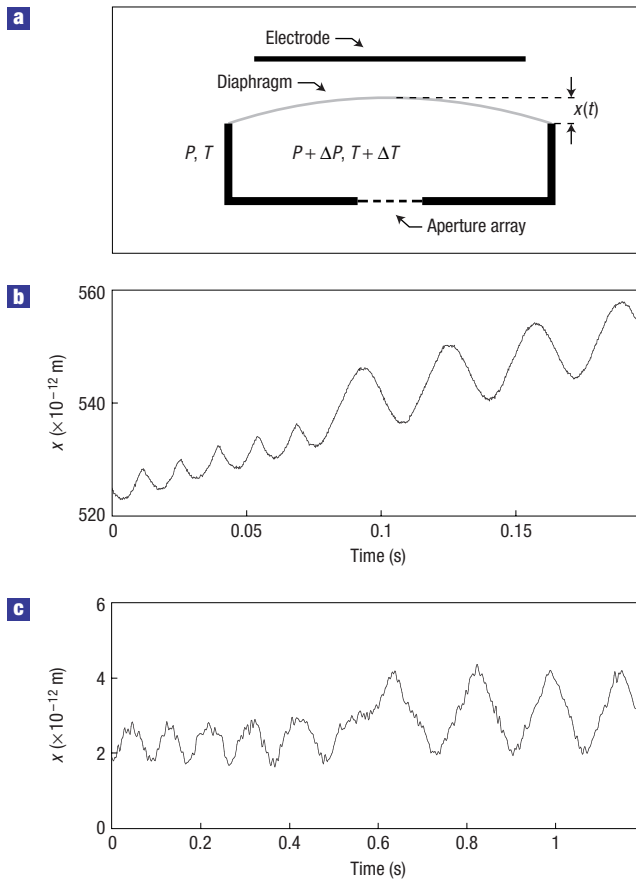 a
Electrode
Diaphragm
x(t)
P, T
P + ΔP, T + ΔT
Aperture array
b
560
540
520
x (× 10⁻¹² m)
0
0.05
0.1
0.15
Time (s)
c
6
4
2
0
x (× 10⁻¹² m)
0
0.2
0.4
0.6
0.8
1
Time (s)